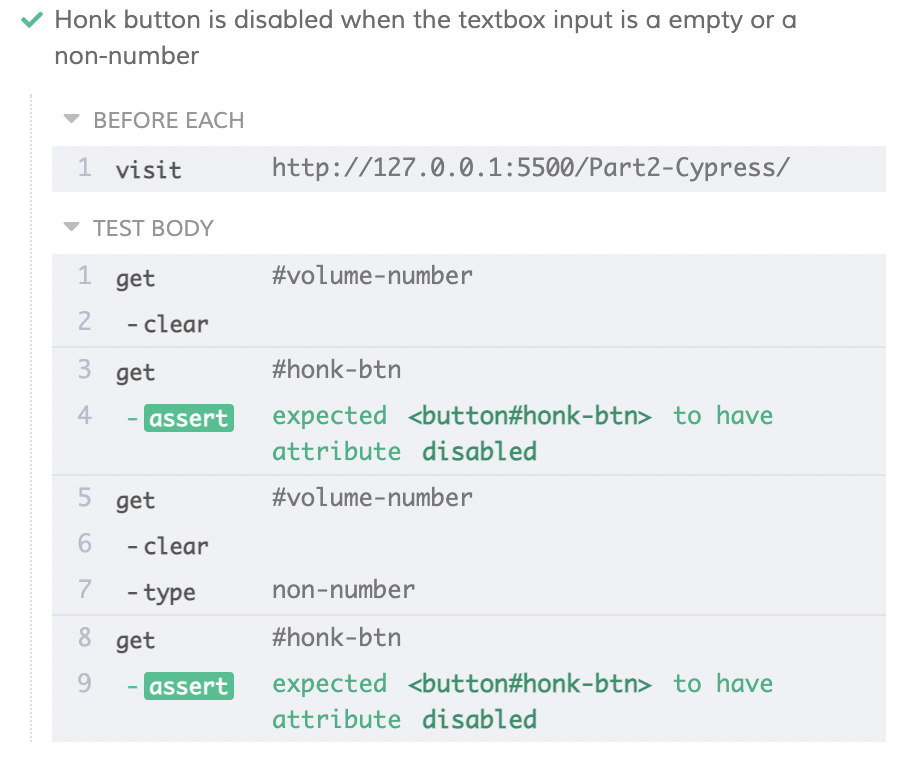 Honk button is disabled when the textbox input is a empty or a
non-number
BEFORE EACH
1 visit http://127.0.0.1:5500/Part2-Cypress/
TEST BODY
1 get #volume-number
2 -clear
3 get #honk-btn
4 -assert expected <button#honk-btn> to have
attribute disabled
5 get #volume-number
6 -clear
7 -type non-number
8 get #honk-btn
9 -assert expected <button#honk-btn> to have
attribute disabled